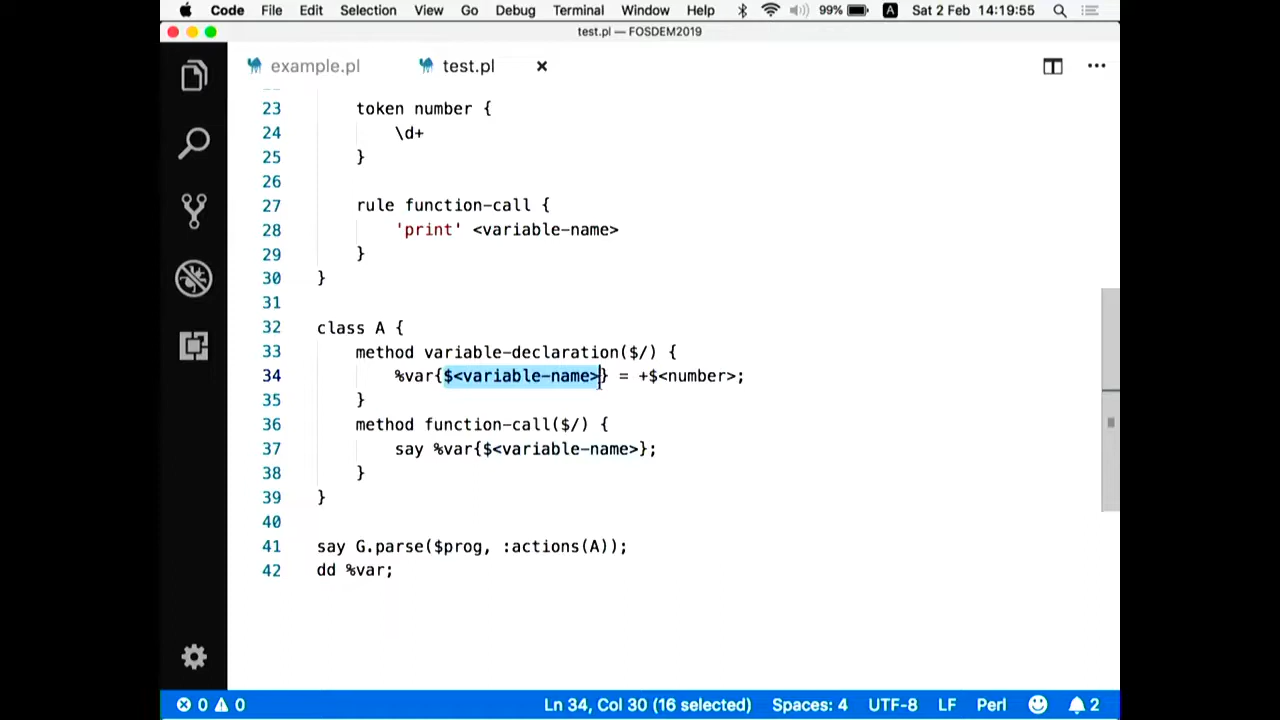 Code File Edit Selection View Go Debug Terminal Window Help 99% A Sat 2 Feb 14:19:55
test.pl — FOSDEM2019
example.pl test.pl
23 token number {
24 \d+
25 }
26
27 rule function-call {
28 'print' <variable-name>
29 }
30 }
31
32 class A {
33 method variable-declaration($/) {
34 %var{$<variable-name>} = +$<number>;
35 }
36 method function-call($/) {
37 say %var{$<variable-name>};
38 }
39 }
40
41 say G.parse($prog, :actions(A));
42 dd %var;
0 0 Ln 34, Col 30 (16 selected) Spaces: 4 UTF-8 LF Perl 2